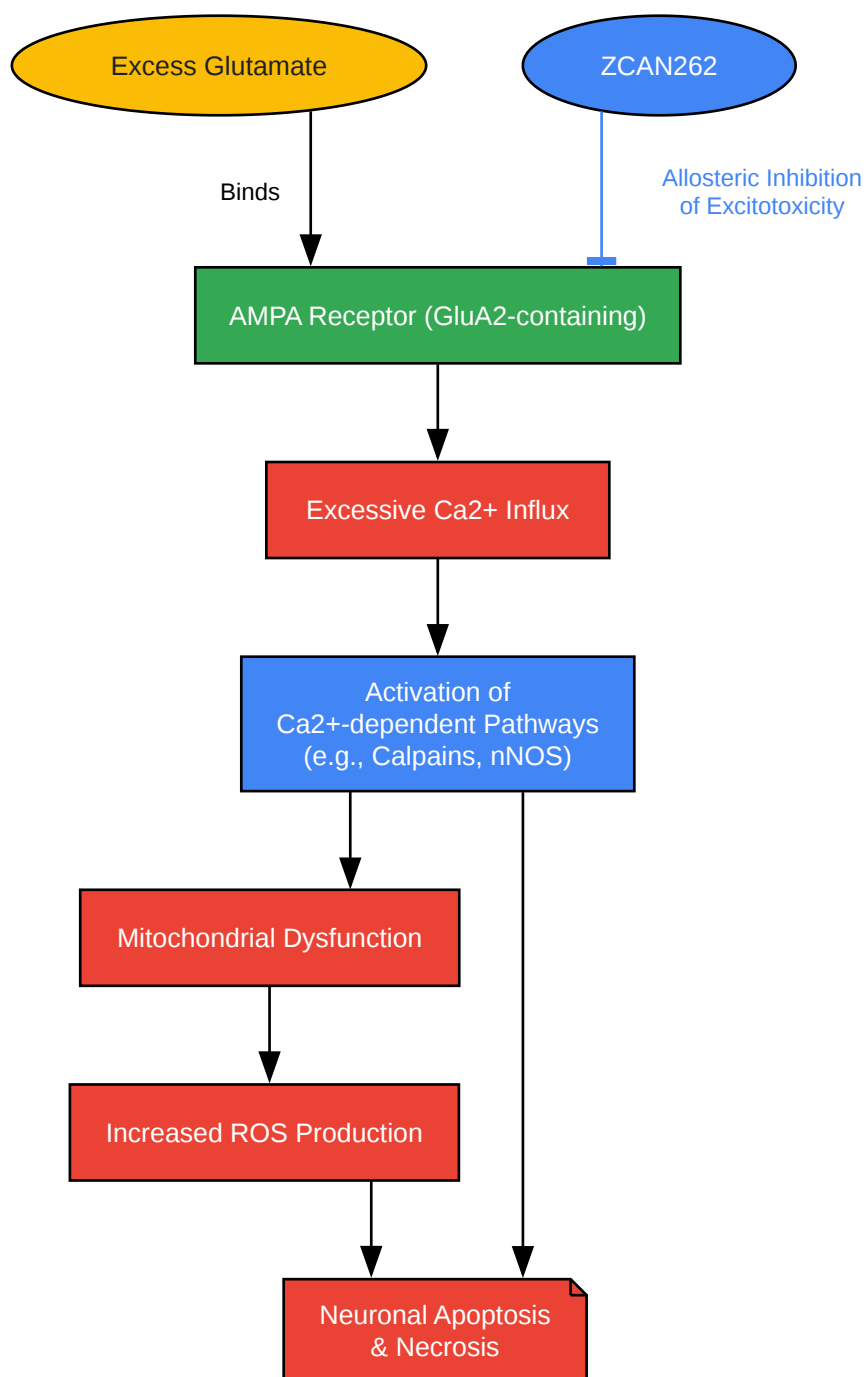 Excess Glutamate
ZCAN262
Binds
Allosteric Inhibition
of Excitotoxicity
AMPA Receptor (GluA2-containing)
Excessive Ca2+ Influx
Activation of
Ca2+-dependent Pathways
(e.g., Calpains, nNOS)
Mitochondrial Dysfunction
Increased ROS Production
Neuronal Apoptosis
& Necrosis